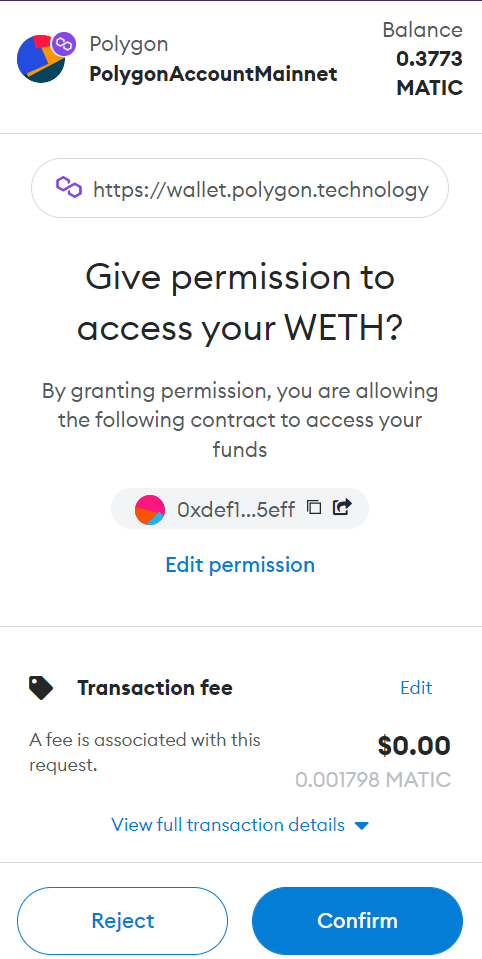 Polygon
PolygonAccountMainnet
Balance
0.3773
MATIC
https://wallet.polygon.technology
Give permission to
access your WETH?
By granting permission, you are allowing
the following contract to access your
funds
0xdef1...5eff
Edit permission
Transaction fee
Edit
A fee is associated with this
request.
$0.00
0.001798 MATIC
View full transaction details
Reject
Confirm